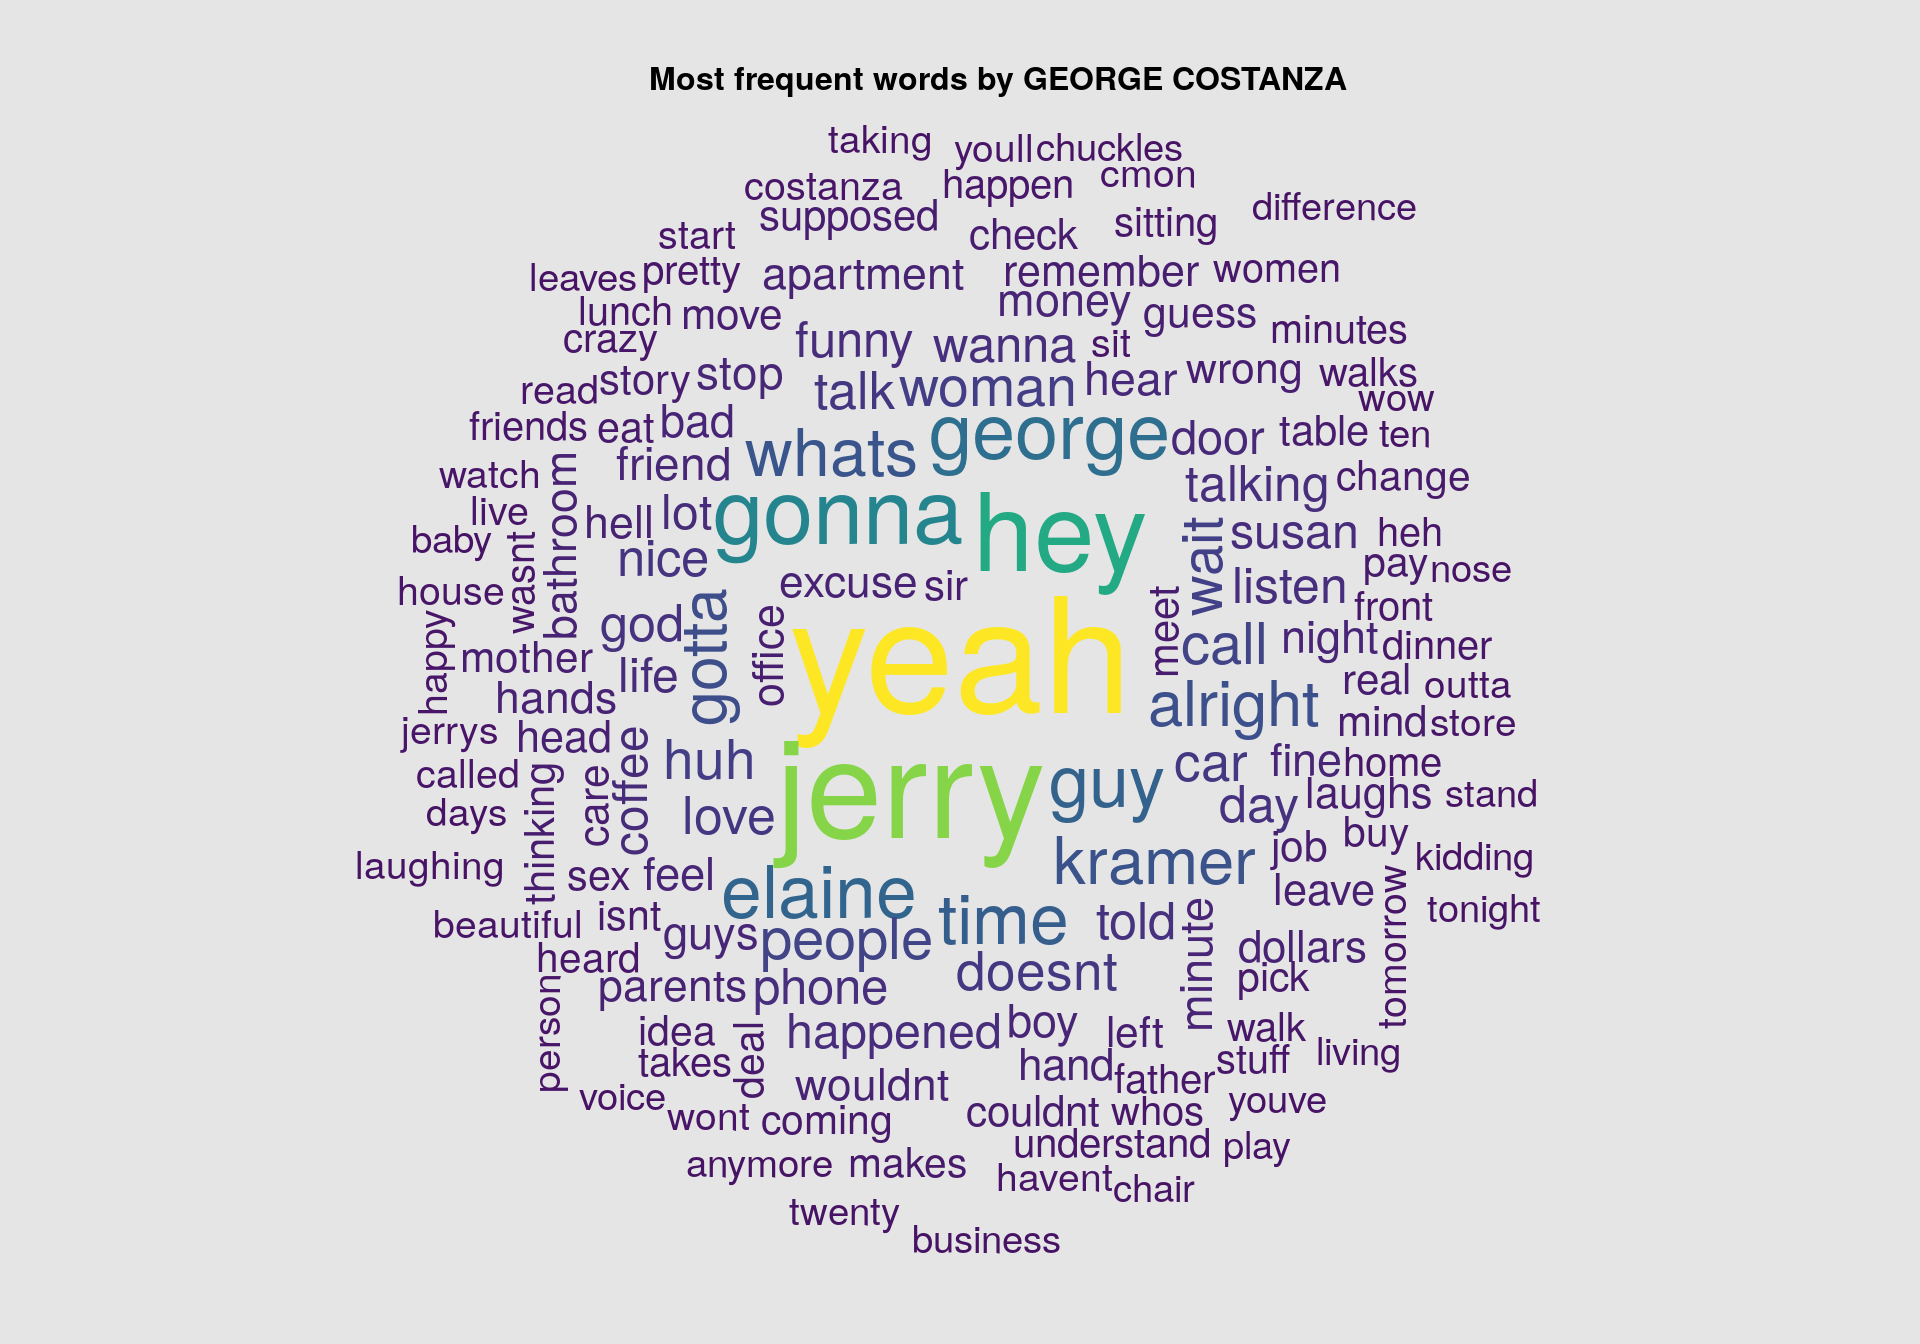 Most frequent words by GEORGE COSTANZA
taking youll chuckles
costanza happen cmon
supposed check sitting difference
start
leaves pretty apartment remember women
lunch move money guess minutes
crazy funny wanna sit
read story stop talk woman hear wrong walks
wow
friends eat bad whats george door table ten
watch bathroom friend talking change
live hell lot gonna hey wait susan heh
baby wasnt nice excuse sir listen pay nose
house happy god gotta office yeah meet call night front
mother life dinner
hands alright real outta
jerrys head coffee huh jerry guy car mind store
called thinking care fine home
days love day laughs stand
laughing sex feel elaine kramer job buy kidding
leave tomorrow tonight
beautiful isnt guys people time told minute dollars
heard person parents phone doesnt pick
idea deal happened boy left walk
takes hand father stuff living
voice wouldnt youve
wont coming couldnt whos
understand play
anymore makes havent chair
twenty
business